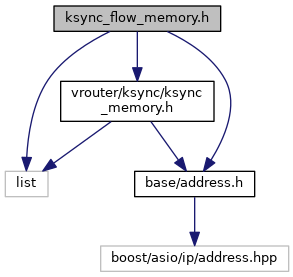 ksync_flow_memory.h
vrouter/ksync/ksync
_memory.h
list
base/address.h
boost/asio/ip/address.hpp